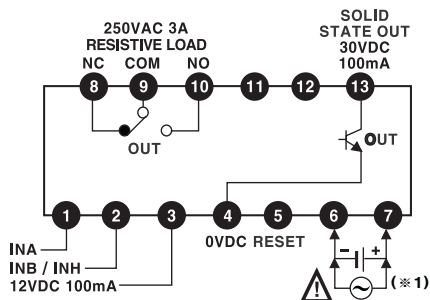 250VAC 3A
RESISTIVE LOAD
NC COM NO
SOLID
STATE OUT
30VDC
100mA
8 9 10 11 12 13
OUT
OUT
1 2 3 4 5 6 7
0VDC RESET
INA
INB / INH
12VDC 100mA
- +
(※1)